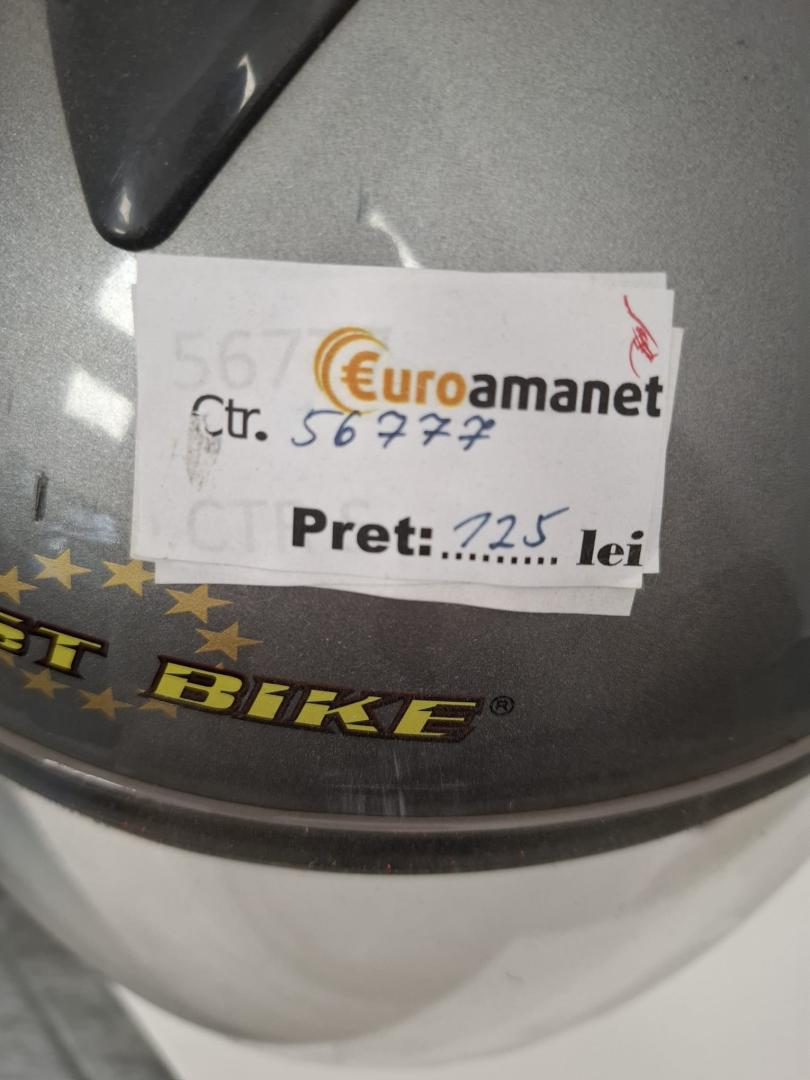 €uroamanet
Ctr. 56777
Pret: 125 lei
BIKE®